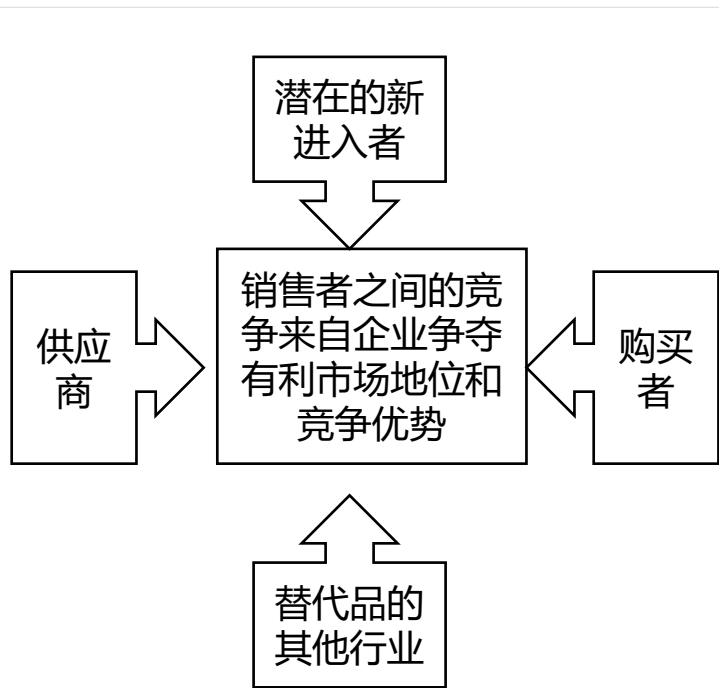 潜在的新
进入者
供应
商
销售者之间的竞
争来自企业争夺
有利市场地位和
竞争优势
购买
者
替代品的
其他行业